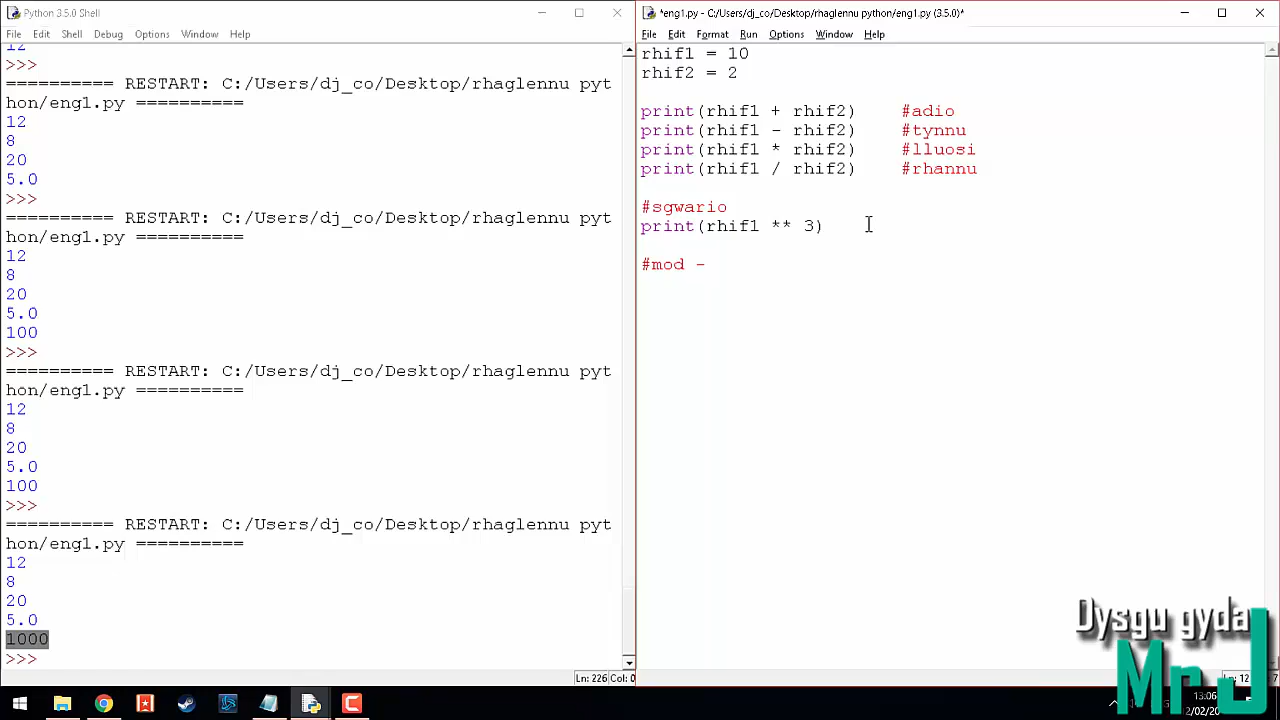 Python 3.5.0 Shell
File Edit Shell Debug Options Window Help
12
>>>
========== RESTART: C:/Users/dj_co/Desktop/rhaglennu pyt
hon/eng1.py ==========
12
8
20
5.0
>>>
========== RESTART: C:/Users/dj_co/Desktop/rhaglennu pyt
hon/eng1.py ==========
12
8
20
5.0
100
>>>
========== RESTART: C:/Users/dj_co/Desktop/rhaglennu pyt
hon/eng1.py ==========
12
8
20
5.0
100
>>>
========== RESTART: C:/Users/dj_co/Desktop/rhaglennu pyt
hon/eng1.py ==========
12
8
20
5.0
1000
>>>
Ln: 226 Col: 0
*eng1.py - C:/Users/dj_co/Desktop/rhaglennu python/eng1.py (3.5.0)*
File Edit Format Run Options Window Help
rhif1 = 10
rhif2 = 2
print(rhif1 + rhif2) #adio
print(rhif1 - rhif2) #tynnu
print(rhif1 * rhif2) #lluosi
print(rhif1 / rhif2) #rhannu
#sgwario
print(rhif1 ** 3)
#mod -
Ln: 12
Dysgu gyda
Mr J
13:06